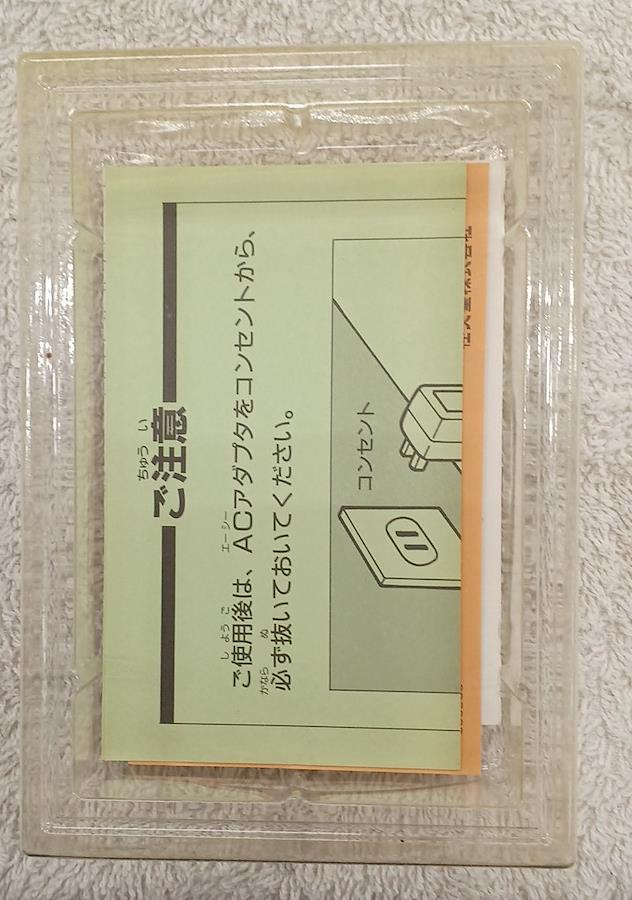 ご注意
ご使用後は、ACアダプタをコンセントから、
必ず抜いておいてください。
コンセント